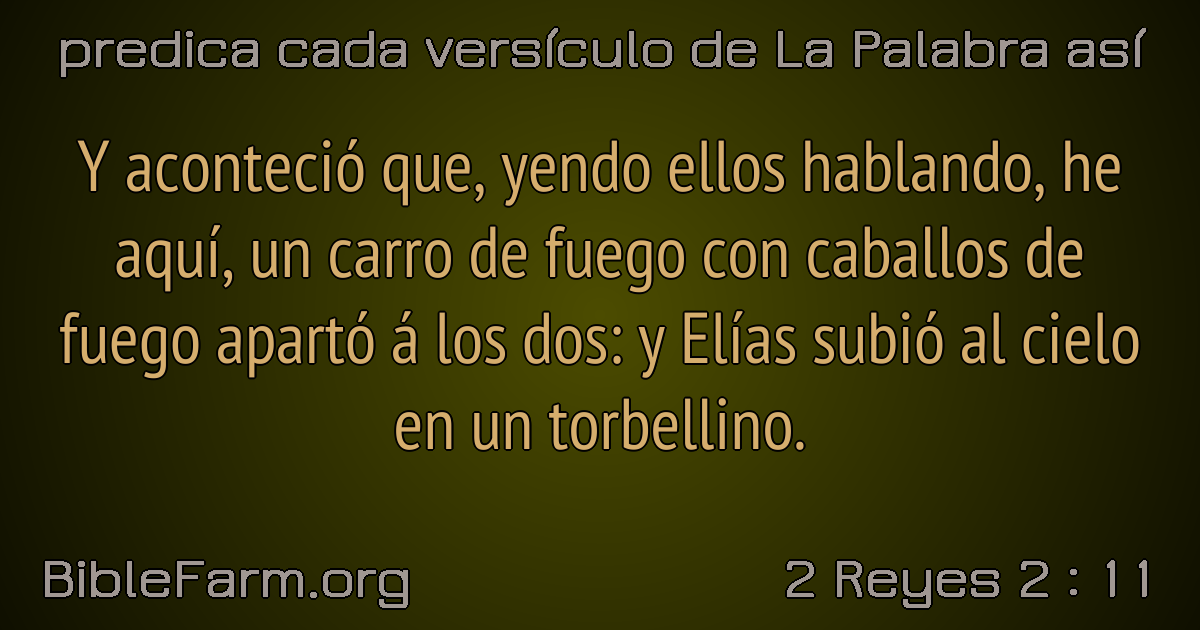 predica cada versículo de La Palabra así
Y aconteció que, yendo ellos hablando, he
aquí, un carro de fuego con caballos de
fuego apartó á los dos: y Elías subió al cielo
en un torbellino.
BibleFarm.org
2 Reyes 2 : 11